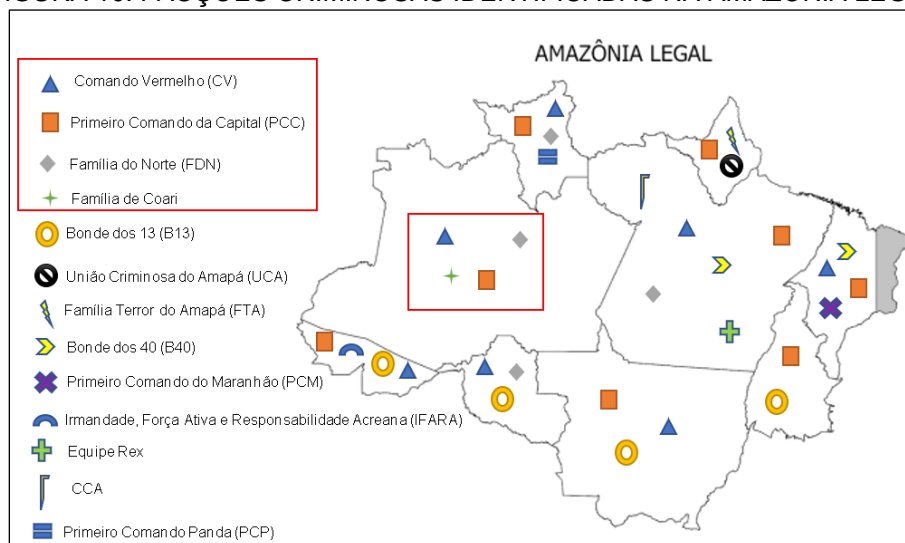 AMAZÔNIA LEGAL
Comando Vermelho (CV)
Primeiro Comando da Capital (PCC)
Família do Norte (FDN)
Família de Coari
Bonde dos 13 (B13)
União Criminosa do Amapá (UCA)
Família Terror do Amapá (FTA)
Bonde dos 40 (B40)
Primeiro Comando do Maranhão (PCM)
Irmandade, Força Ativa e Responsabilidade Acreana (IFARA)
Equipe Rex
CCA
Primeiro Comando Panda (PCP)